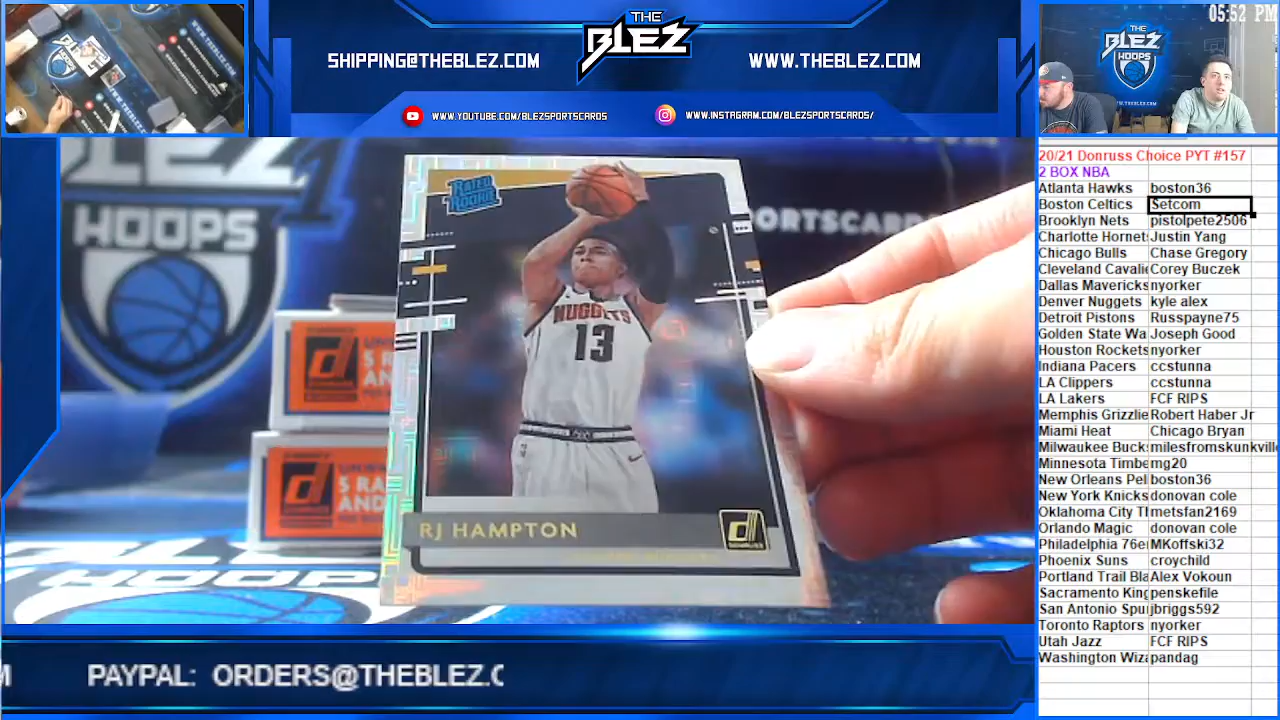 THE
BLEZ
SHIPPING@THEBLEZ.COM
WWW.THEBLEZ.COM
WWW.YOUTUBE.COM/BLEZSPORTSCARDS
WWW.INSTAGRAM.COM/BLEZSPORTSCARDS/
05:52 PM
THE
BLEZ
HOOPS
HOOPS
PORTSCARD
RATED
ROOKIE
NUGGETS
13
RJ HAMPTON
DONRUSS
20/21 Donruss Choice PYT #157
2 BOX NBA
Atlanta Hawks boston36
Boston Celtics Setcom
Brooklyn Nets pistolpete2506
Charlotte Hornet Justin Yang
Chicago Bulls Chase Gregory
Cleveland Cavali Corey Buczek
Dallas Mavericks nyorker
Denver Nuggets kyle alex
Detroit Pistons Russpayne75
Golden State Wa Joseph Good
Houston Rockets nyorker
Indiana Pacers ccstunna
LA Clippers ccstunna
LA Lakers FCF RIPS
Memphis Grizzlie Robert Haber Jr
Miami Heat Chicago Bryan
Milwaukee Buck milesfromskunkville
Minnesota Timbe mg20
New Orleans Pel boston36
New York Knicks donovan cole
Oklahoma City Tl metsfan2169
Orlando Magic donovan cole
Philadelphia 76e MKoffski32
Phoenix Suns croychild
Portland Trail Bla Alex Vokoun
Sacramento King penskefile
San Antonio Spu jbriggs592
Toronto Raptors nyorker
Utah Jazz FCF RIPS
Washington Wiza pandag
M PAYPAL: ORDERS@THEBLEZ.C